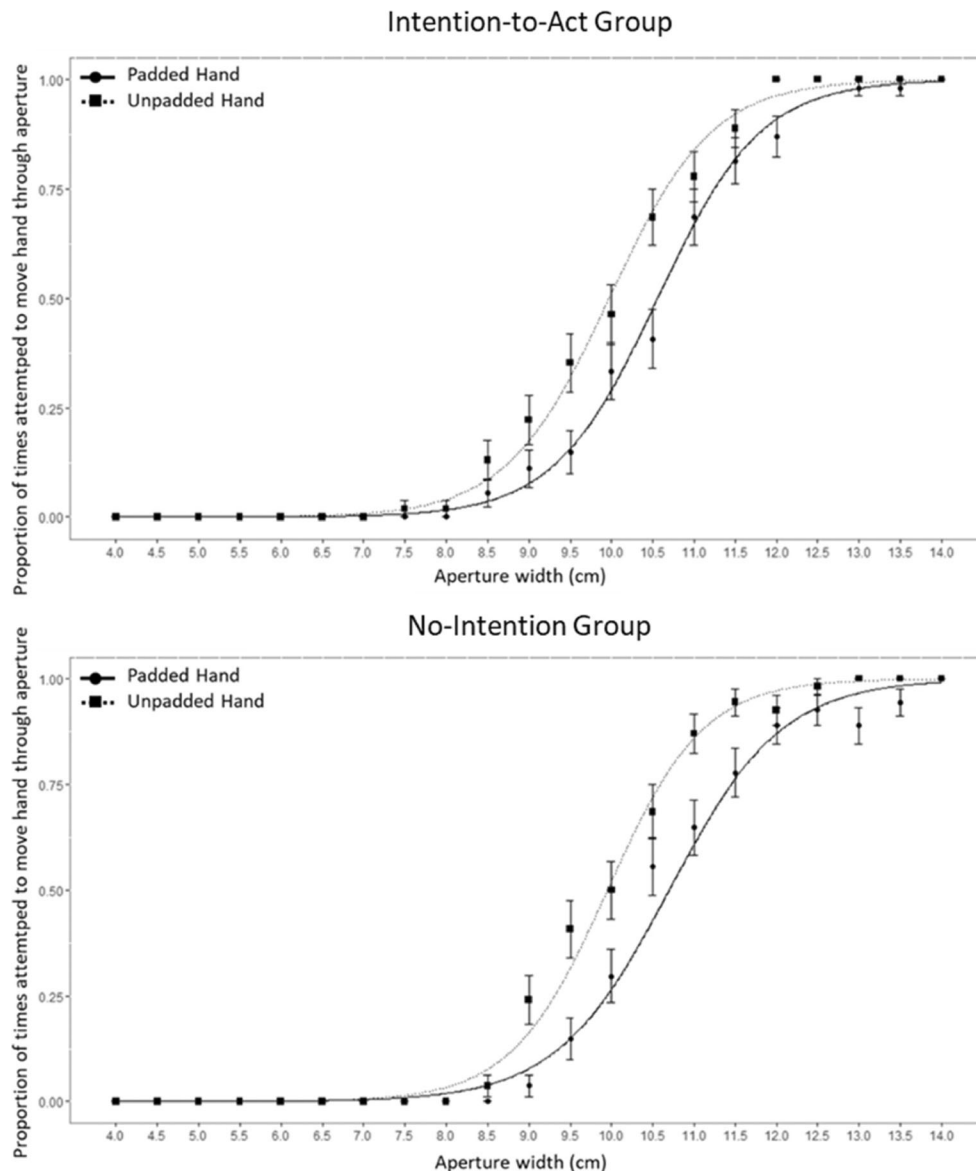 Intention-to-Act Group
Padded Hand
Unpadded Hand
Proportion of times attemtped to move hand through aperture
1.00
0.75
0.50
0.25
0.00
4.0 4.5 5.0 5.5 6.0 6.5 7.0 7.5 8.0 8.5 9.0 9.5 10.0 10.5 11.0 11.5 12.0 12.5 13.0 13.5 14.0
Aperture width (cm)
No-Intention Group
Padded Hand
Unpadded Hand
Proportion of times attemtped to move hand through aperture
1.00
0.75
0.50
0.25
0.00
4.0 4.5 5.0 5.5 6.0 6.5 7.0 7.5 8.0 8.5 9.0 9.5 10.0 10.5 11.0 11.5 12.0 12.5 13.0 13.5 14.0
Aperture width (cm)